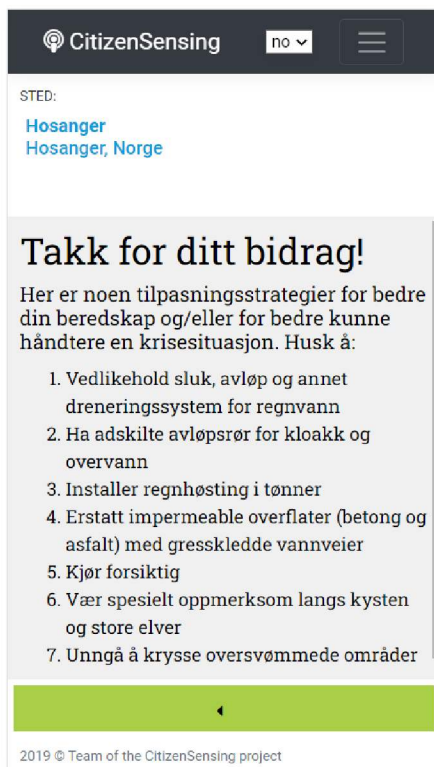 CitizenSensing
no
STED:
Hosanger
Hosanger, Norge
Takk for ditt bidrag!
Her er noen tilpasningsstrategier for bedre
din beredskap og/eller for bedre kunne
håndtere en krisesituasjon. Husk å:
1. Vedlikehold sluk, avløp og annet
dreneringssystem for regnvann
2. Ha adskilte avløpsrør for kloakk og
overvann
3. Installer regnhøsting i tønner
4. Erstatt impermeable overflater (betong og
asfalt) med gresskledde vannveier
5. Kjør forsiktig
6. Vær spesielt oppmerksom langs kysten
og store elver
7. Unngå å krysse oversvømmede områder
2019 © Team of the CitizenSensing project